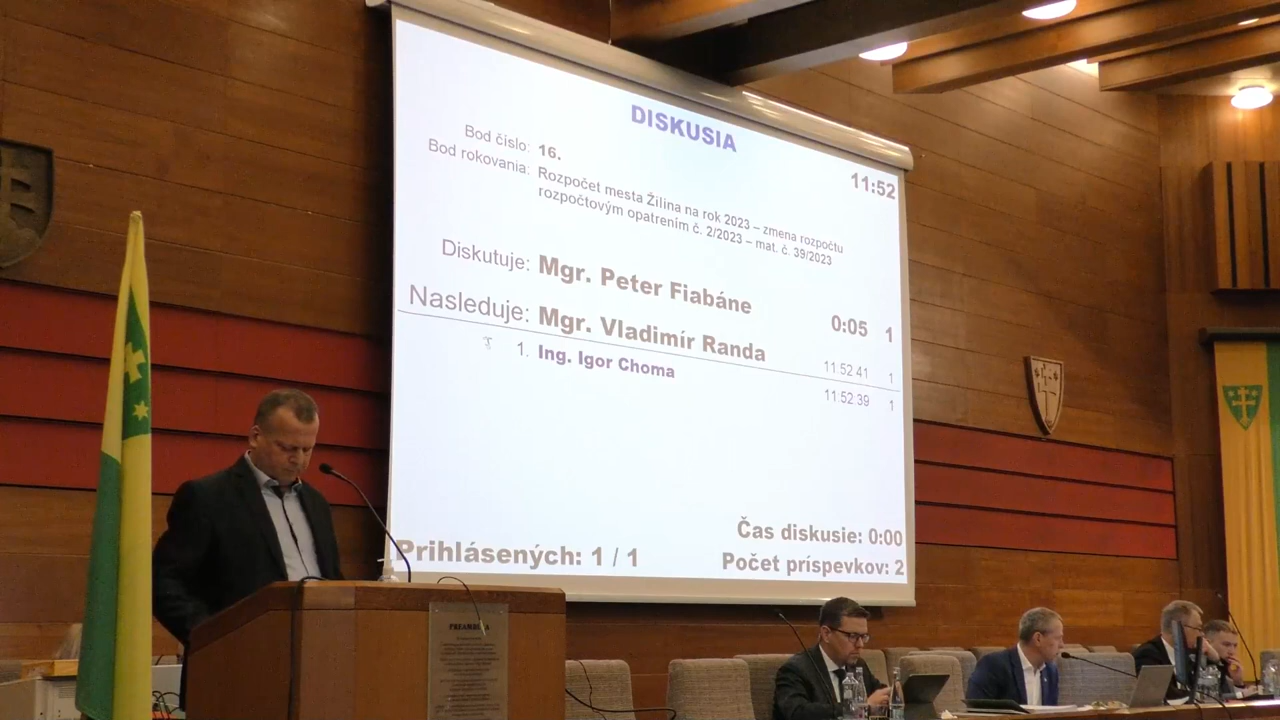 DISKUSIA
Bod číslo: 16.
11:52
Bod rokovania: Rozpočet mesta Žilina na rok 2023 – zmena rozpočtu
rozpočtovým opatrením č. 2/2023 – mat. č. 39/2023
Diskutuje: Mgr. Peter Fiabáne
0:05 1
Nasleduje: Mgr. Vladimír Randa
11:52:41 1
1. Ing. Igor Choma
11:52:39 1
Čas diskusie: 0:00
Prihlásených: 1 / 1
Počet príspevkov: 2
PREAMBULA